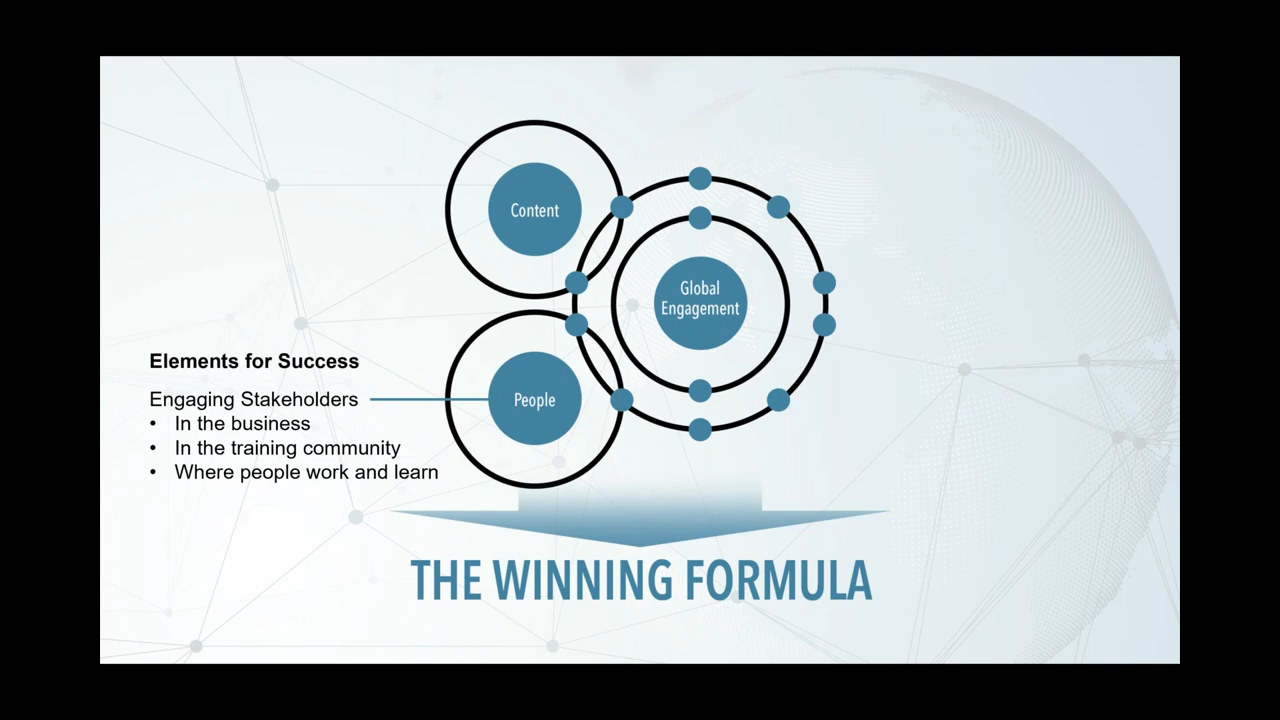 Content
Global
Engagement
Elements for Success
Engaging Stakeholders
People
• In the business
• In the training community
• Where people work and learn
THE WINNING FORMULA